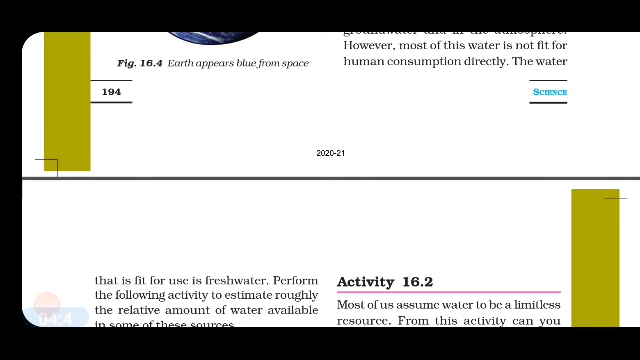 groundwater and in the atmosphere.
However, most of this water is not fit for
human consumption directly. The water
Fig. 16.4 Earth appears blue from space
194
SCIENCE
2020-21
that is fit for use is freshwater. Perform
the following activity to estimate roughly
the relative amount of water available
in some of these sources.
Activity 16.2
Most of us assume water to be a limitless
resource. From this activity can you